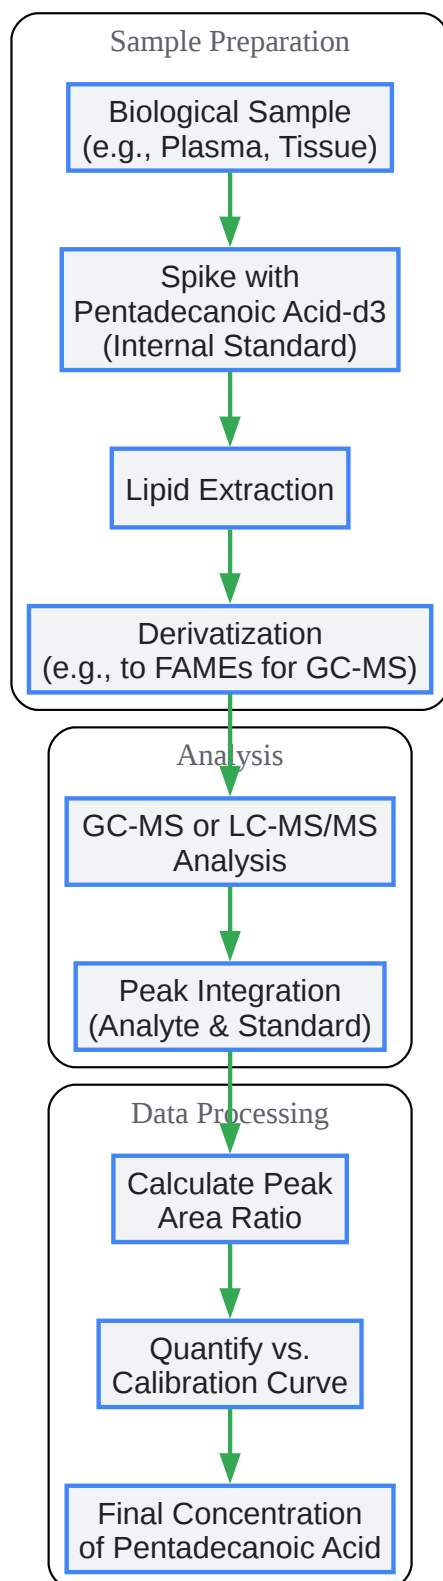 Sample Preparation
Biological Sample
(e.g., Plasma, Tissue)
Spike with
Pentadecanoic Acid-d3
(Internal Standard)
Lipid Extraction
Derivatization
(e.g., to FAMEs for GC-MS)
Analysis
GC-MS or LC-MS/MS
Analysis
Peak Integration
(Analyte & Standard)
Data Processing
Calculate Peak
Area Ratio
Quantify vs.
Calibration Curve
Final Concentration
of Pentadecanoic Acid